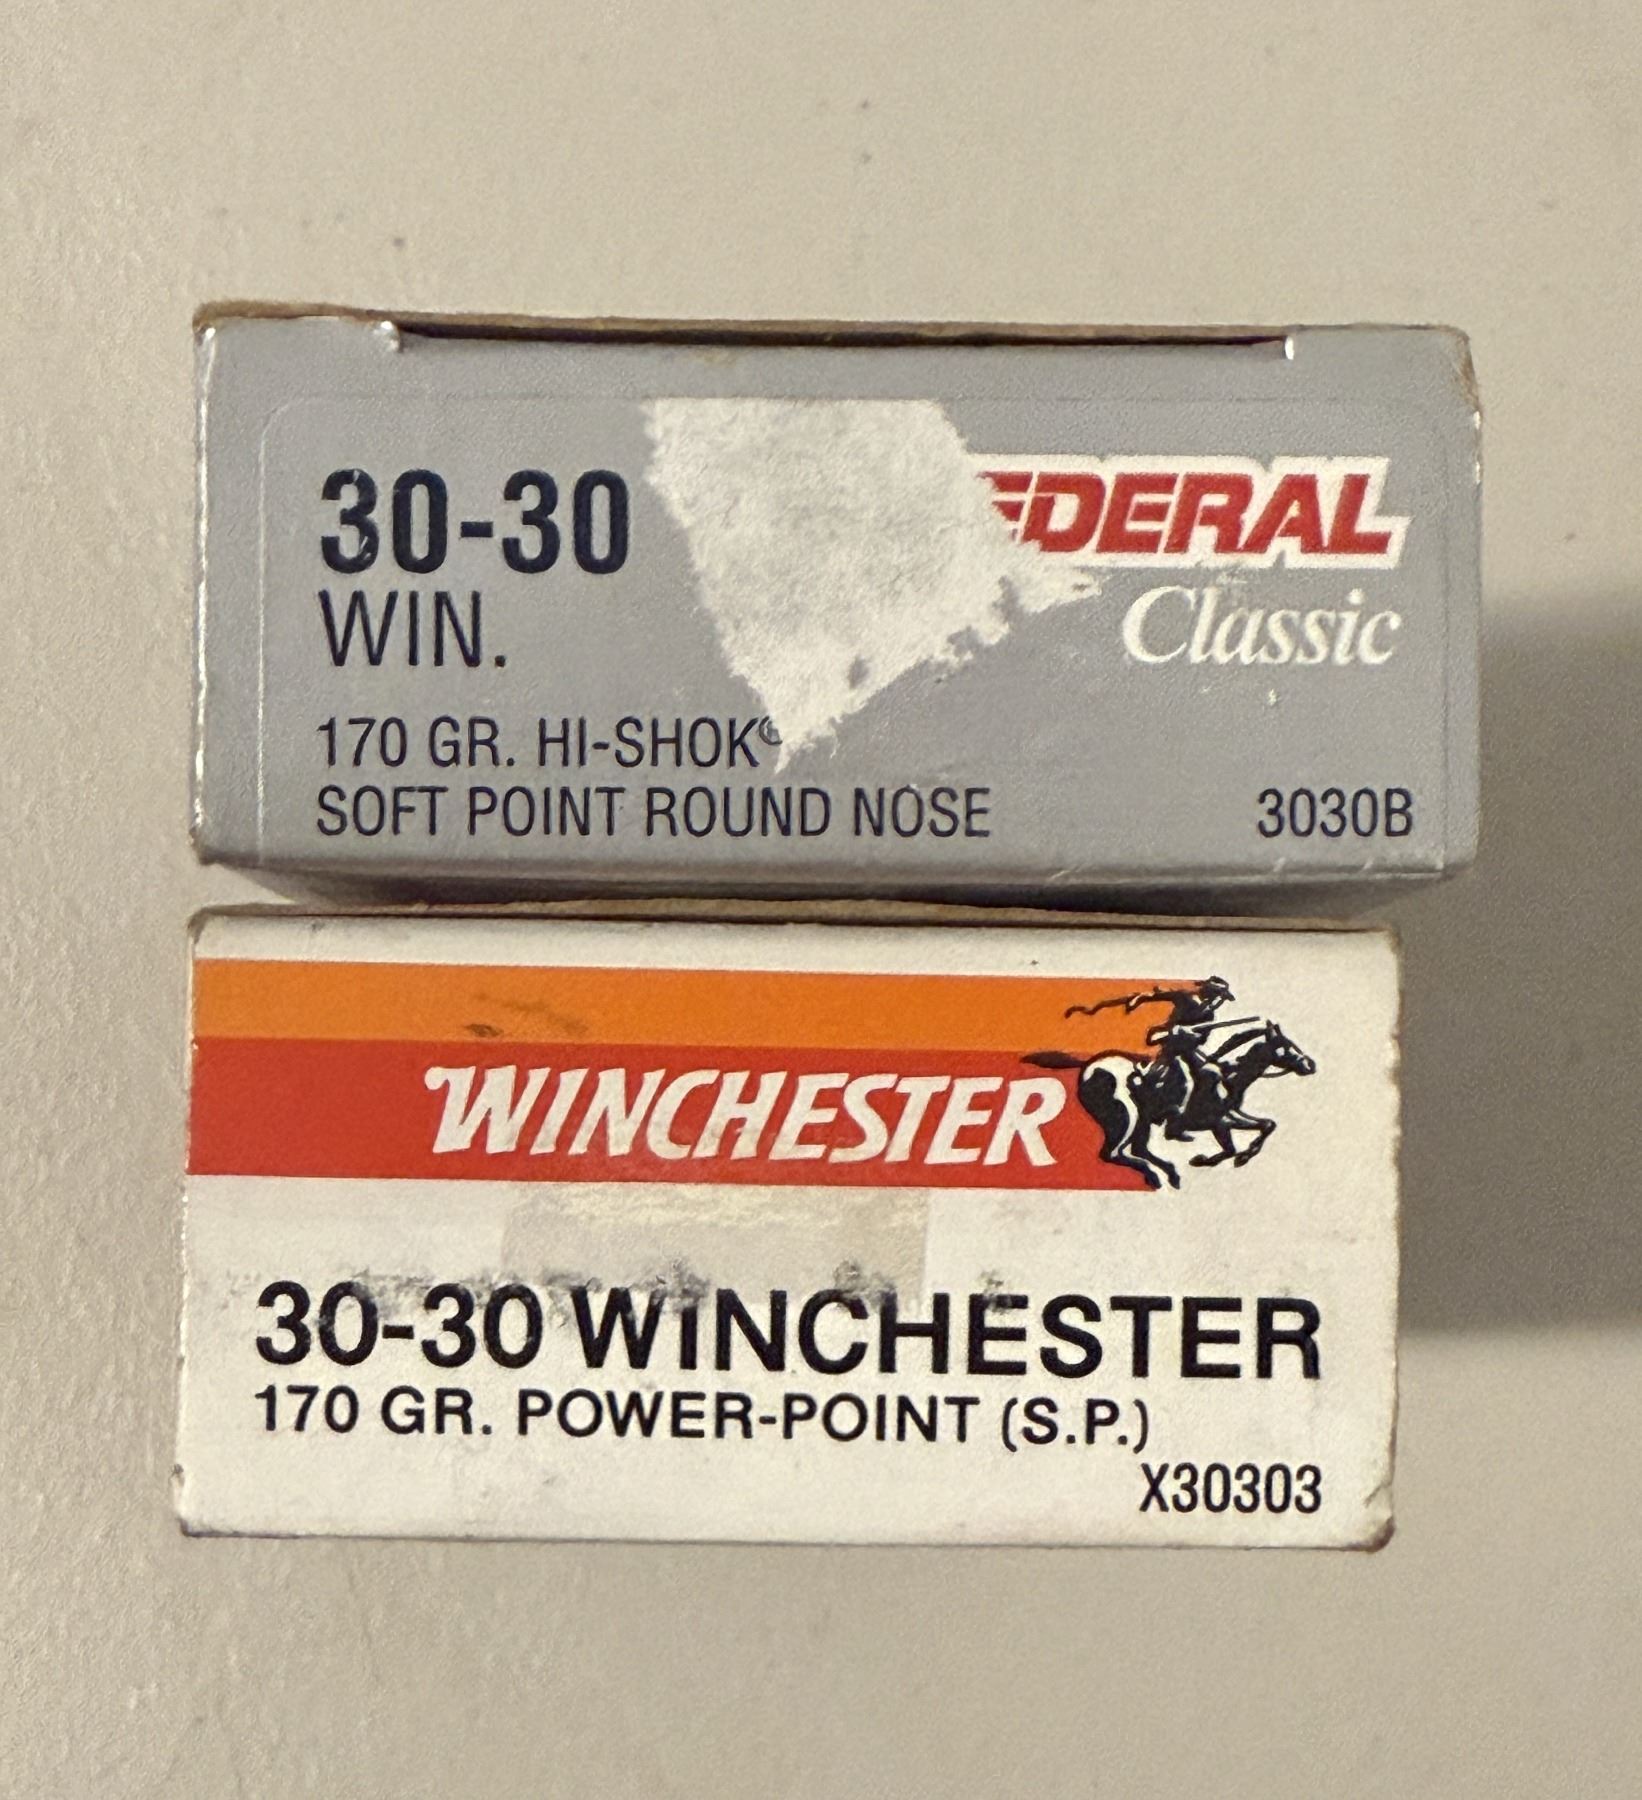 30-30
EDERAL
WIN.
Classic
170 GR. HI-SHOK®
SOFT POINT ROUND NOSE
3030B
WINCHESTER
30-30 WINCHESTER
170 GR. POWER-POINT (S.P.)
X30303